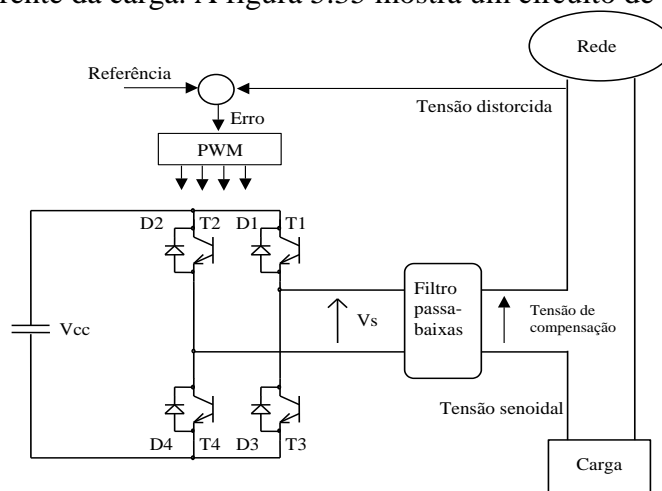 rente da carga. A figura 5.35 mostra um circuito de
Rede
Referência
Tensão distorcida
Erro
PWM
D2 T2 D1 T1
Filtro
passa-
baixas
Vs
Tensão de
compensação
Vcc
Tensão senoidal
D4 T4 D3 T3
Carga